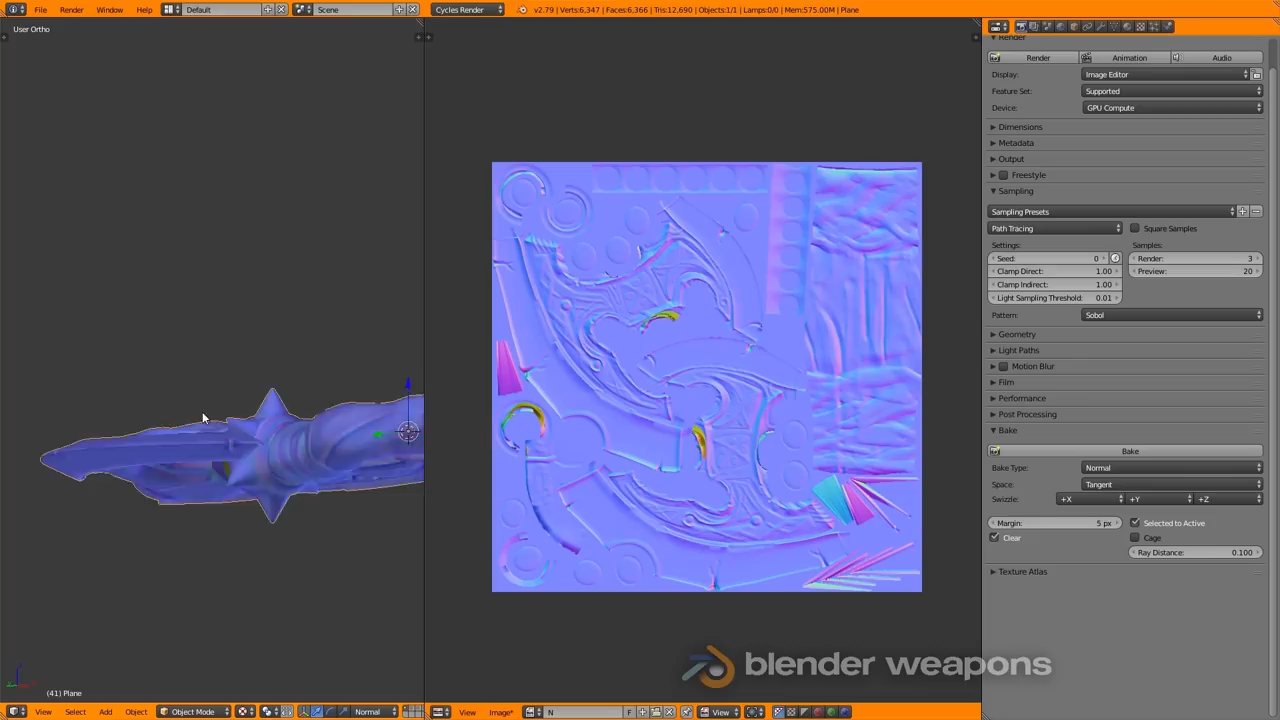 File Render Window Help Default Scene Cycles Render v2.79 | Verts:6,347 | Faces:6,366 | Tris:12,690 | Objects:1/1 | Lamps:0/0 | Mem:575.00M | Plane
User Ortho
Render
Render Animation Audio
Display: Image Editor
Feature Set: Supported
Device: GPU Compute
Dimensions
Metadata
Output
Freestyle
Sampling
Sampling Presets
Path Tracing Square Samples
Settings: Samples:
Seed: 0 Render: 3
Clamp Direct: 1.00 Preview: 20
Clamp Indirect: 1.00
Light Sampling Threshold: 0.01
Pattern: Sobol
Geometry
Light Paths
Motion Blur
Film
Performance
Post Processing
Bake
Bake
Bake Type: Normal
Space: Tangent
Swizzle: +X +Y +Z
Margin: 5 px Selected to Active
Clear Cage
Ray Distance: 0.100
Texture Atlas
blender weapons
(41) Plane
View Select Add Object Object Mode Normal View Image* N F View